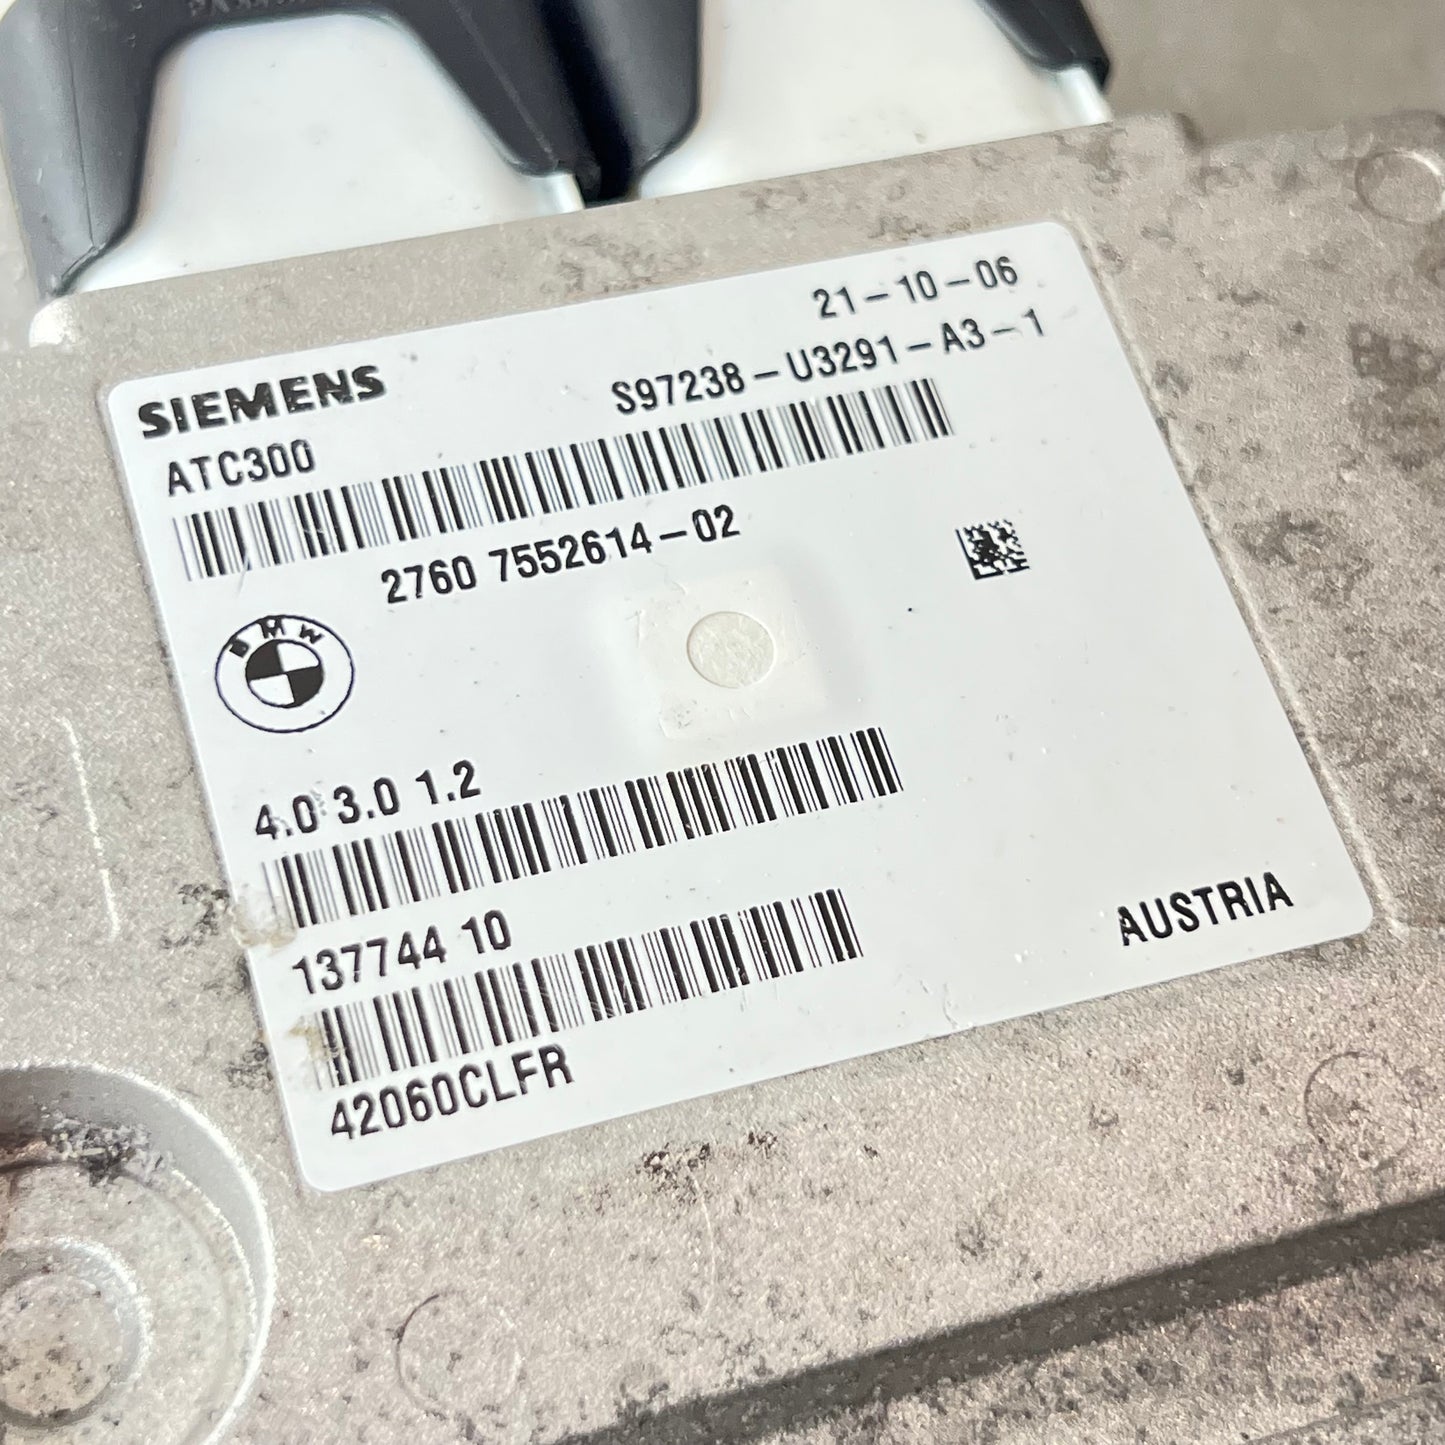 21-10-06
SIEMENS
S97238-U3291-A3-1
ATC300
2760 7552614-02
BMW
4.0 3.0 1.2
137744 10
AUSTRIA
42060CLFR